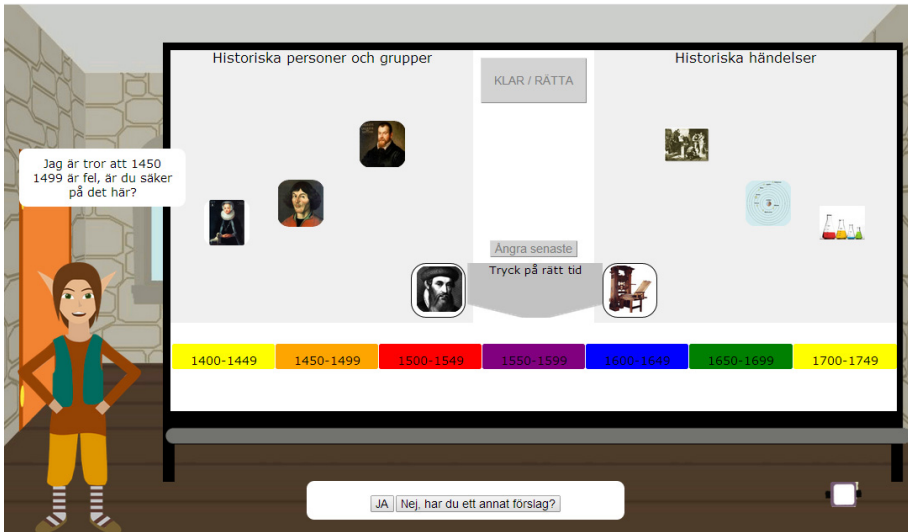 Historiska personer och grupper
KLAR / RÄTTA
Historiska händelser
Jag är tror att 1450
1499 är fel, är du säker
på det här?
Ångra senaste
Tryck på rätt tid
1400-1449
1450-1499
1500-1549
1550-1599
1600-1649
1650-1699
1700-1749
JA
Nej, har du ett annat förslag?